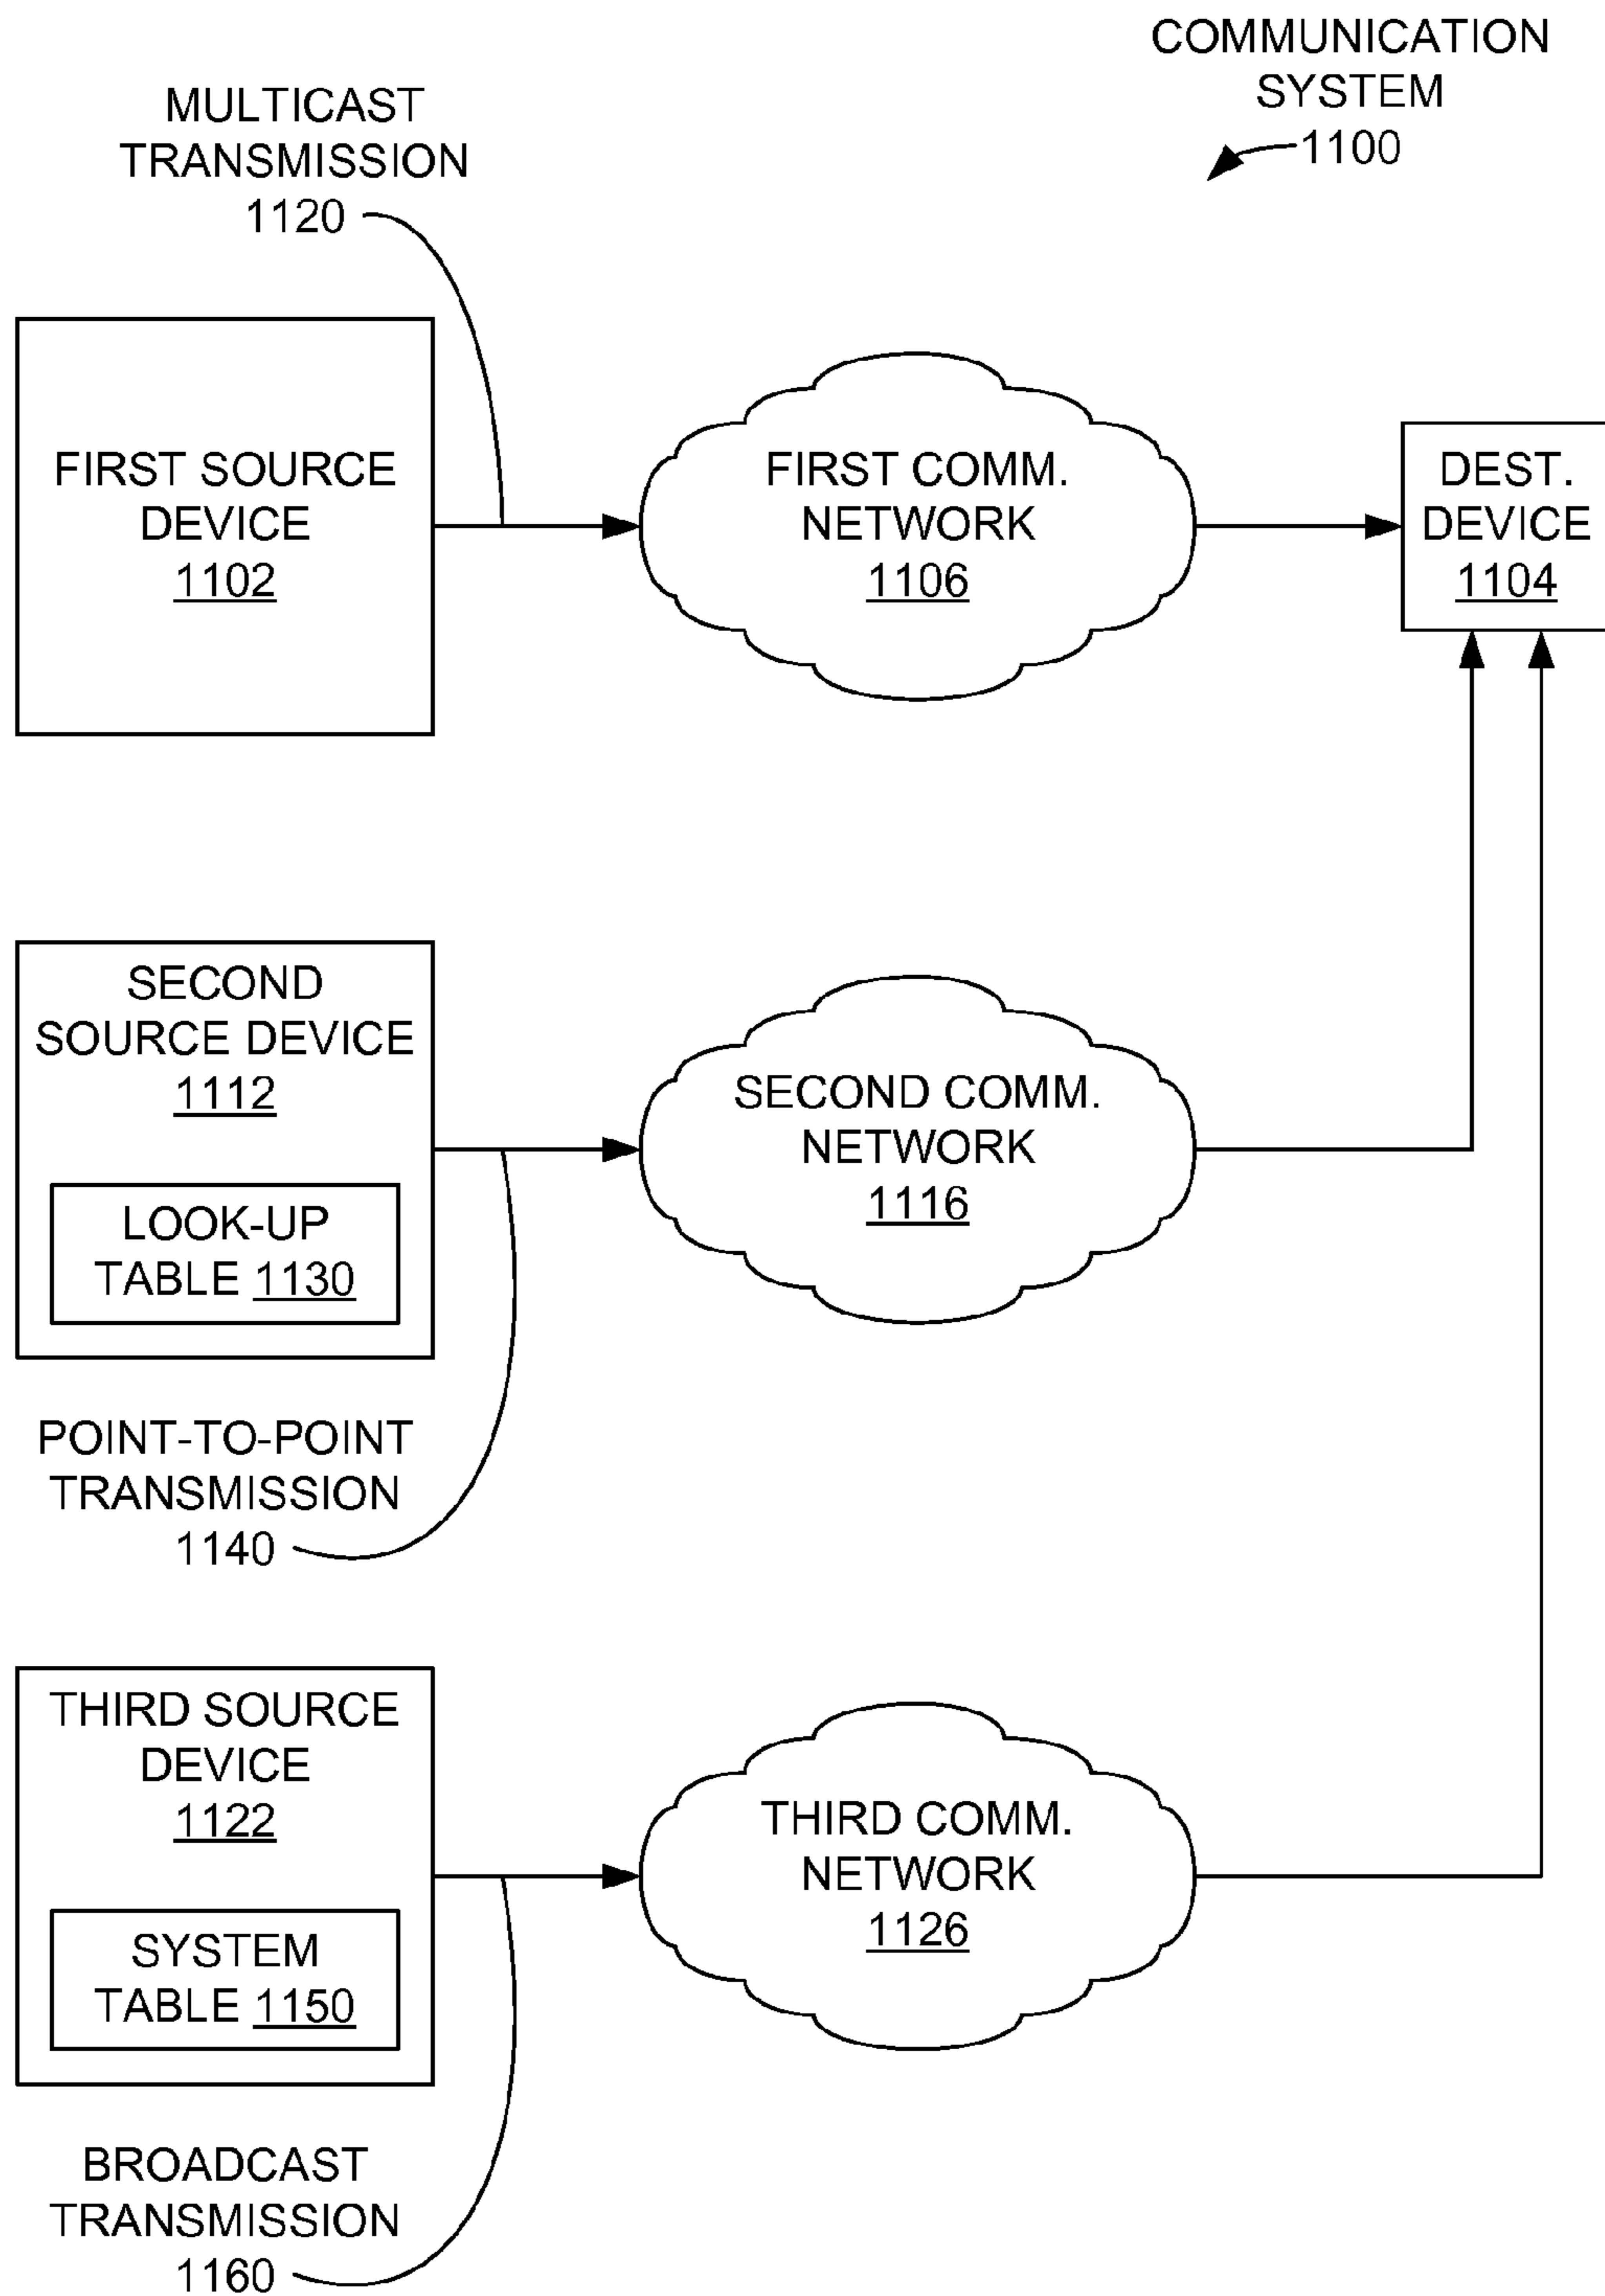 COMMUNICATION
SYSTEM
1100
MULTICAST
TRANSMISSION
1120
FIRST SOURCE
DEVICE
1102
FIRST COMM.
NETWORK
1106
DEST.
DEVICE
1104
SECOND
SOURCE DEVICE
1112
LOOK-UP
TABLE 1130
SECOND COMM.
NETWORK
1116
POINT-TO-POINT
TRANSMISSION
1140
THIRD SOURCE
DEVICE
1122
SYSTEM
TABLE 1150
THIRD COMM.
NETWORK
1126
BROADCAST
TRANSMISSION
1160